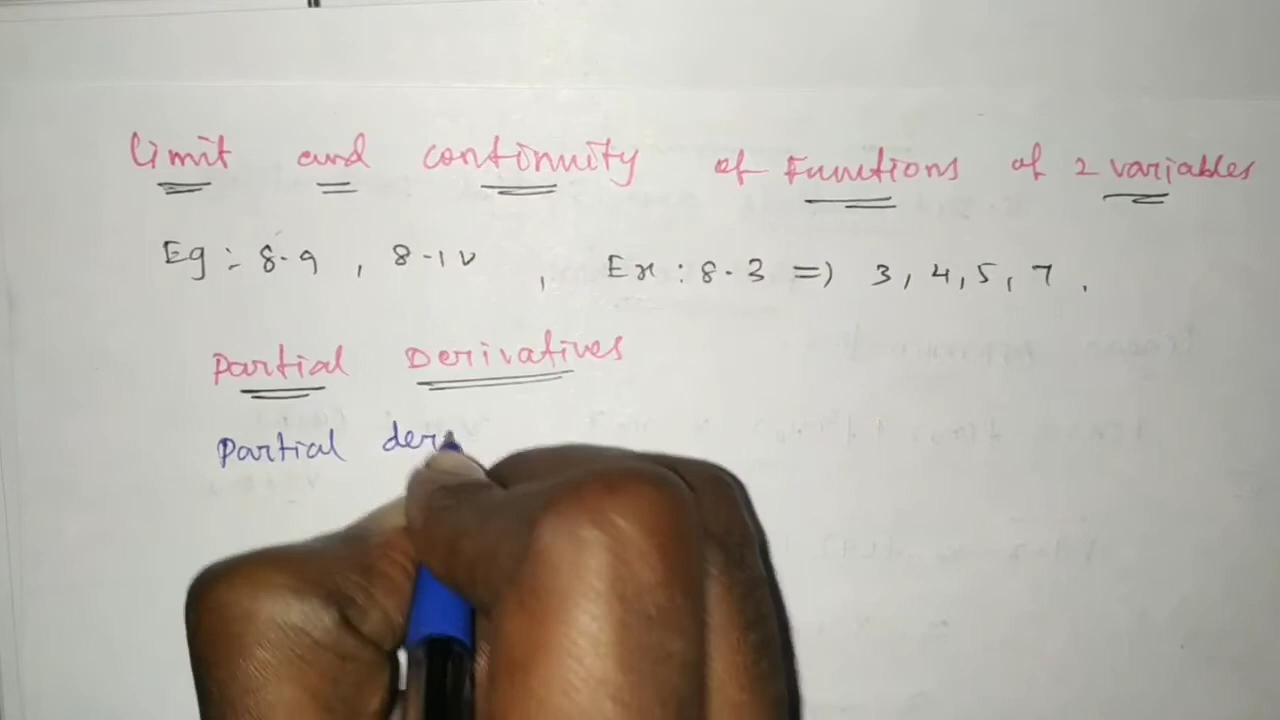 Limit and continuity of Functions of 2 variables
Eg :- 8.9 , 8.10 , Ex : 8.3 => 3, 4, 5, 7 .
Partial Derivatives
Partial der